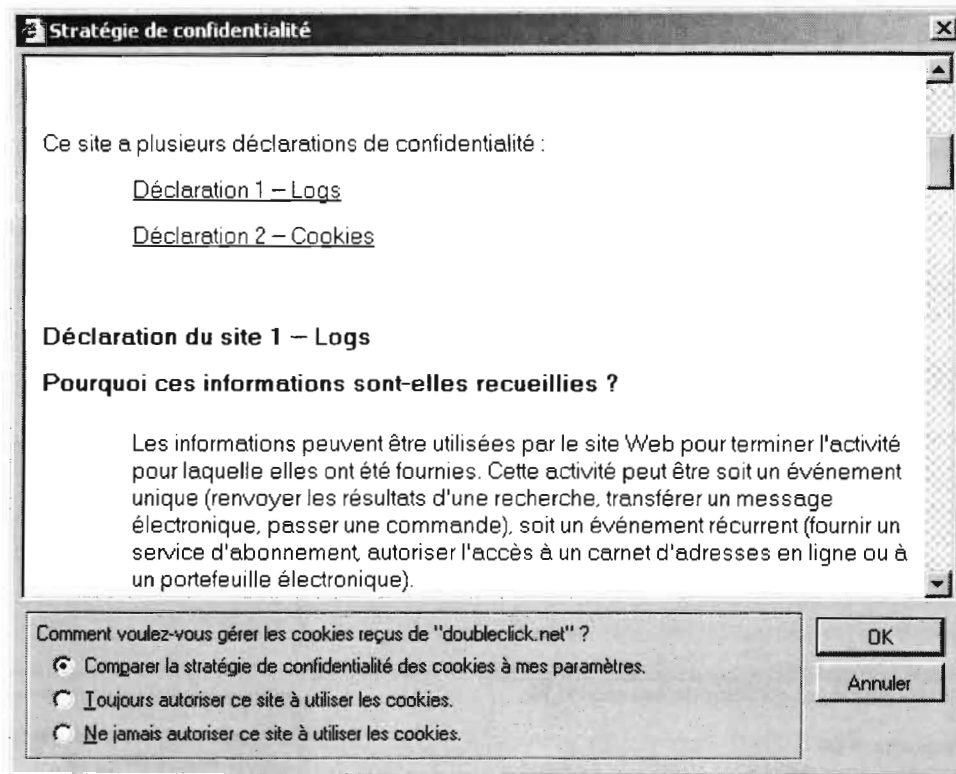 Stratégie de confidentialité
Ce site a plusieurs déclarations de confidentialité :
Déclaration 1 – Logs
Déclaration 2 – Cookies
Déclaration du site 1 – Logs
Pourquoi ces informations sont-elles recueillies ?
Les informations peuvent être utilisées par le site Web pour terminer l'activité
pour laquelle elles ont été fournies. Cette activité peut être soit un événement
unique (renvoyer les résultats d'une recherche, transférer un message
électronique, passer une commande), soit un événement récurrent (fournir un
service d'abonnement, autoriser l'accès à un carnet d'adresses en ligne ou à
un portefeuille électronique).
Comment voulez-vous gérer les cookies reçus de "doubleclick.net" ?
Comparer la stratégie de confidentialité des cookies à mes paramètres.
Toujours autoriser ce site à utiliser les cookies.
Ne jamais autoriser ce site à utiliser les cookies.
OK
Annuler